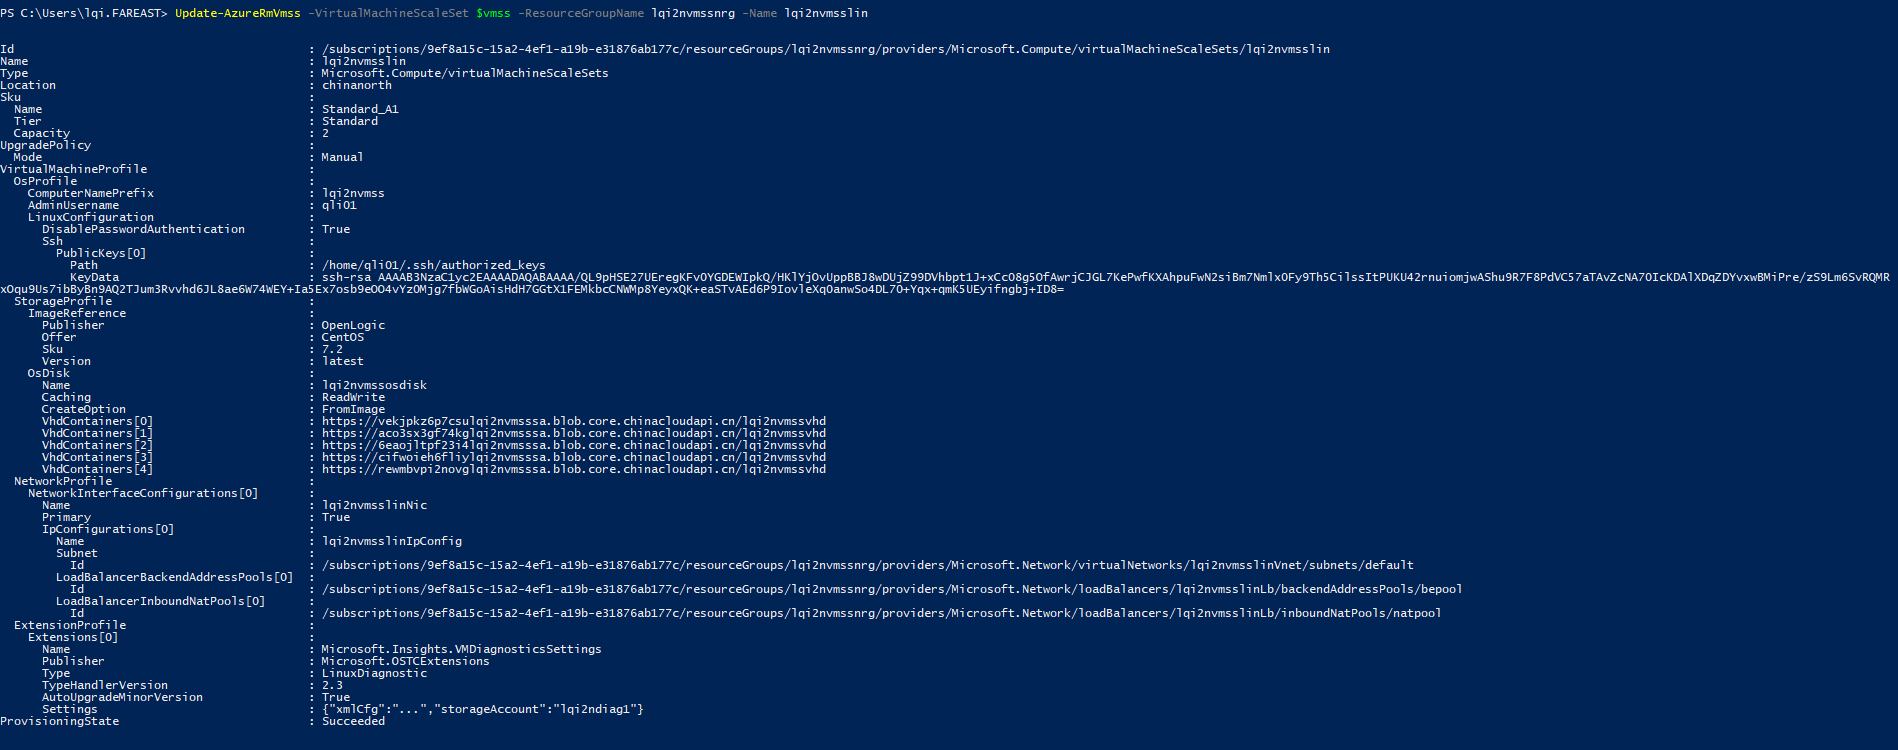 PS C:\Users\lqi.FAREAST> Update-AzureRmVmss -VirtualMachineScaleSet $vmss -ResourceGroupName lqi2nvmssnrg -Name lqi2nvmsslin
Id : /subscriptions/9ef8a15c-15a2-4ef1-a19b-e31876ab177c/resourceGroups/lqi2nvmssnrg/providers/Microsoft.Compute/virtualMachineScaleSets/lqi2nvmsslin
Name : lqi2nvmsslin
Type : Microsoft.Compute/virtualMachineScaleSets
Location : chinanorth
Sku :
Name : Standard_A1
Tier : Standard
Capacity : 2
UpgradePolicy :
Mode : Manual
VirtualMachineProfile :
OsProfile :
ComputerNamePrefix : lqi2nvmss
AdminUsername : qli01
LinuxConfiguration :
DisablePasswordAuthentication : True
Ssh :
PublicKeys[0] :
Path : /home/qli01/.ssh/authorized_keys
KeyData : ssh-rsa AAAAB3NzaC1yc2EAAAADAQABAAAA/QL9pHSE27UEregKFv0YGDEWIpkQ/HKlYjOvUppBBJ8wDUjZ99DVhbpt1J+xCcO8g5OfAwrjCJGL7KePwfKXAhpuFwN2siBm7NmlxOFy9Th5CilssItPUKU42rnuiomjwAShu9R7F8PdVC57aTAvZcNA7OIcKDAlXDqZDYvxwBMiPre/zS9Lm6SvRQMR
xOqu9Us7ibByBn9AQ2TJum3Rvvhd6JL8ae6W74WEY+Ia5Ex7osb9eOO4vYzOMjg7fbWGoAisHdH7GGtX1FEMkbcCNWMp8YeyxQK+eaSTvAEd6P9IovleXqOanwSo4DL7O+Yqx+qmK5UEyifngbj+ID8=
StorageProfile :
ImageReference :
Publisher : OpenLogic
Offer : CentOS
Sku : 7.2
Version : latest
OsDisk :
Name : lqi2nvmssosdisk
Caching : ReadWrite
CreateOption : FromImage
VhdContainers[0] : https://vekjpkz6p7csulqi2nvmsssa.blob.core.chinacloudapi.cn/lqi2nvmssvhd
VhdContainers[1] : https://aco3sx3gf74kglqi2nvmsssa.blob.core.chinacloudapi.cn/lqi2nvmssvhd
VhdContainers[2] : https://6eaojltpf23i4lqi2nvmsssa.blob.core.chinacloudapi.cn/lqi2nvmssvhd
VhdContainers[3] : https://cifwoieh6fliylqi2nvmsssa.blob.core.chinacloudapi.cn/lqi2nvmssvhd
VhdContainers[4] : https://rewmbvpi2novglqi2nvmsssa.blob.core.chinacloudapi.cn/lqi2nvmssvhd
NetworkProfile :
NetworkInterfaceConfigurations[0] :
Name : lqi2nvmsslinNic
Primary : True
IpConfigurations[0] :
Name : lqi2nvmsslinIpConfig
Subnet :
Id : /subscriptions/9ef8a15c-15a2-4ef1-a19b-e31876ab177c/resourceGroups/lqi2nvmssnrg/providers/Microsoft.Network/virtualNetworks/lqi2nvmsslinVnet/subnets/default
LoadBalancerBackendAddressPools[0] :
Id : /subscriptions/9ef8a15c-15a2-4ef1-a19b-e31876ab177c/resourceGroups/lqi2nvmssnrg/providers/Microsoft.Network/loadBalancers/lqi2nvmsslinLb/backendAddressPools/bepool
LoadBalancerInboundNatPools[0] :
Id : /subscriptions/9ef8a15c-15a2-4ef1-a19b-e31876ab177c/resourceGroups/lqi2nvmssnrg/providers/Microsoft.Network/loadBalancers/lqi2nvmsslinLb/inboundNatPools/natpool
ExtensionProfile :
Extensions[0] :
Name : Microsoft.Insights.VMDiagnosticsSettings
Publisher : Microsoft.OSTCExtensions
Type : LinuxDiagnostic
TypeHandlerVersion : 2.3
AutoUpgradeMinorVersion : True
Settings : {"xmlCfg":"...","storageAccount":"lqi2ndiag1"}
ProvisioningState : Succeeded